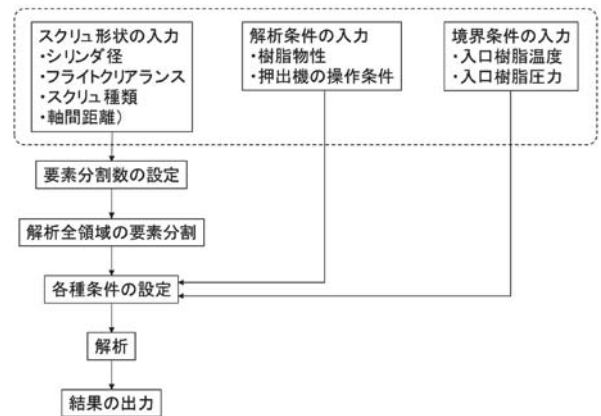 スクリュ形状の入力
・シリンダ径
・フライトクリアランス
・スクリュ種類
・軸間距離)
解析条件の入力
・樹脂物性
・押出機の操作条件
境界条件の入力
・入口樹脂温度
・入口樹脂圧力
要素分割数の設定
解析全領域の要素分割
各種条件の設定
解析
結果の出力